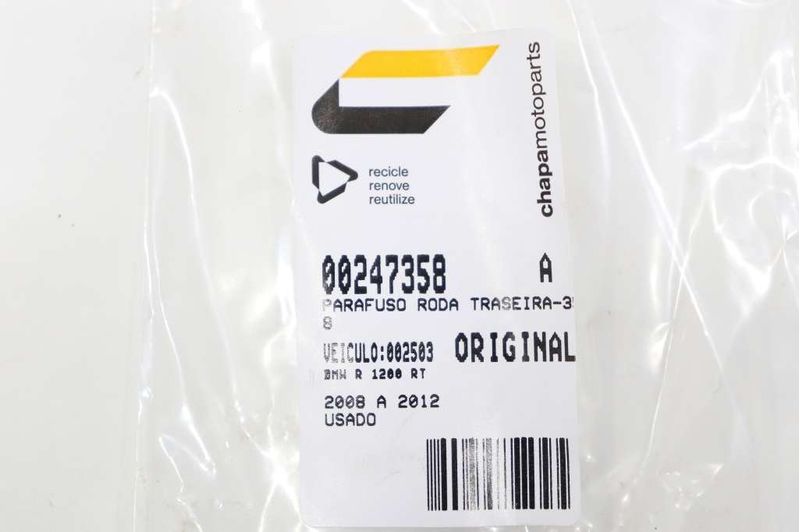 chapamotoparts
recicle
renove
reutilize
00247358 A
PARAFUSO RODA TRASEIRA-3
8
VEICULO:002503 ORIGINAL
BMW R 1200 RT
2008 A 2012
USADO